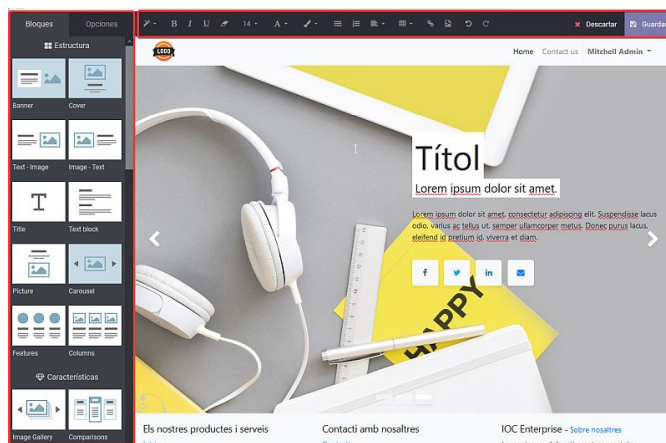 Bloques Opciones
14
Descartar Guardar
Estructura
LOGO
Home Contact us Mitchell Admin
Banner Cover
Text - Image Image - Text
Títol
Lorem ipsum dolor sit amet.
Title Text block
Lorem ipsum dolor sit amet, consectetur adipiscing elit. Suspendisse lacus
odio, varius ac tellus ut, semper ullamcorper metus. Donec purus lacus,
eleifend id pretium id, viverra et diam.
Picture Carousel
HAPPY
Features Columns
Características
Image Gallery Comparisons
Els nostres productes i serveis
Contacti amb nosaltres
IOC Enterprise - Sobre nosaltres